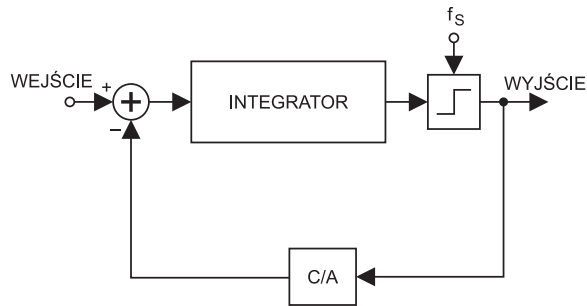 f_S
WEJŚCIE
+
+
−
INTEGRATOR
WYJŚCIE
C/A